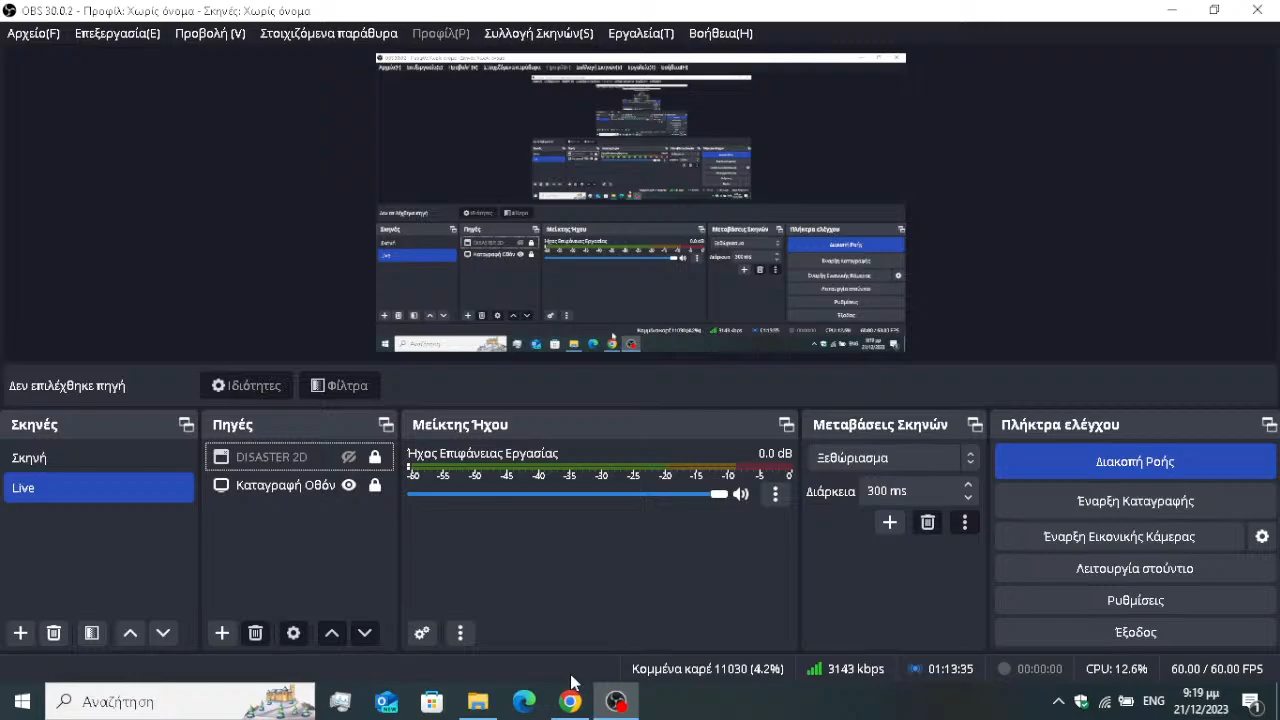 OBS 30.0.2 - Προφίλ: Χωρίς όνομα - Σκηνές: Χωρίς όνομα
Αρχείο(F) Επεξεργασία(E) Προβολή (V) Στοιχιζόμενα παράθυρα Προφίλ(P) Συλλογή Σκηνών(S) Εργαλεία(T) Βοήθεια(H)
Δεν επιλέχθηκε πηγή Ιδιότητες Φίλτρα
Σκηνές Πηγές Μείκτης Ήχου Μεταβάσεις Σκηνών Πλήκτρα ελέγχου
Σκηνή DISASTER 2D Ήχος Επιφάνειας Εργασίας 0.0 dB Ξεθώριασμα Διακοπή Ροής
-60 -55 -50 -45 -40 -35 -30 -25 -20 -15 -10 -5 0
Live Καταγραφή Οθόν Διάρκεια 300 ms Έναρξη Καταγραφής
Έναρξη Εικονικής Κάμερας
Λειτουργία στούντιο
Ρυθμίσεις
Έξοδος
Κομμένα καρέ 11030 (4.2%) 3143 kbps 01:13:35 00:00:00 CPU: 12.6% 60.00 / 60.00 FPS
Αναζήτηση NEW ENG 9:19 μμ
21/12/2023 1